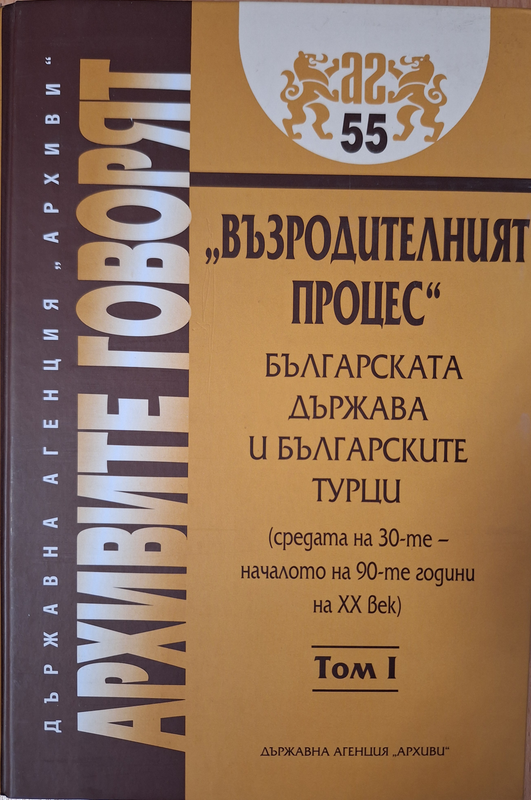 ДЪРЖАВНА АГЕНЦИЯ „АРХИВИ“
АРХИВИТЕ ГОВОРЯТ
аг
55
„ВЪЗРОДИТЕЛНИЯТ
ПРОЦЕС“
БЪЛГАРСКАТА
ДЪРЖАВА
И БЪЛГАРСКИТЕ
ТУРЦИ
(средата на 30-те –
началото на 90-те години
на XX век)
Том I
ДЪРЖАВНА АГЕНЦИЯ „АРХИВИ“